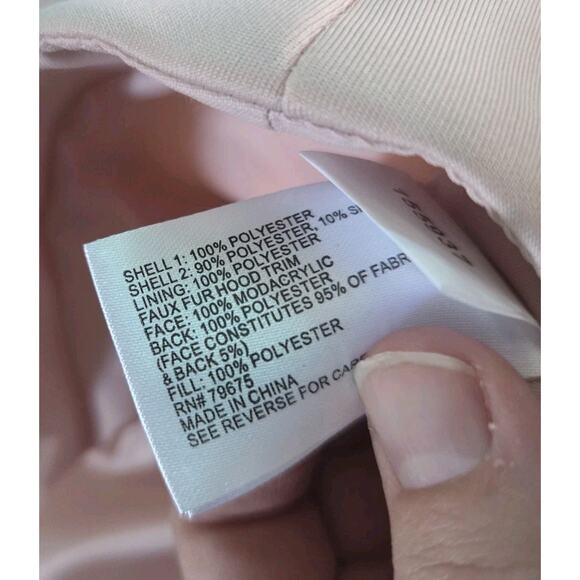 SHELL 1: 100% POLYESTER
SHELL 2: 90% POLYESTER, 10%
LINING: 100% POLYESTER
FAUX FUR HOOD TRIM
FACE: 100% MODACRYLIC
BACK: 100% POLYESTER
(FACE CONSTITUTES 95% OF
& BACK 5%)
FILL: 100% POLYESTER
RN# 79675
MADE IN CHINA
SEE REVERSE FOR